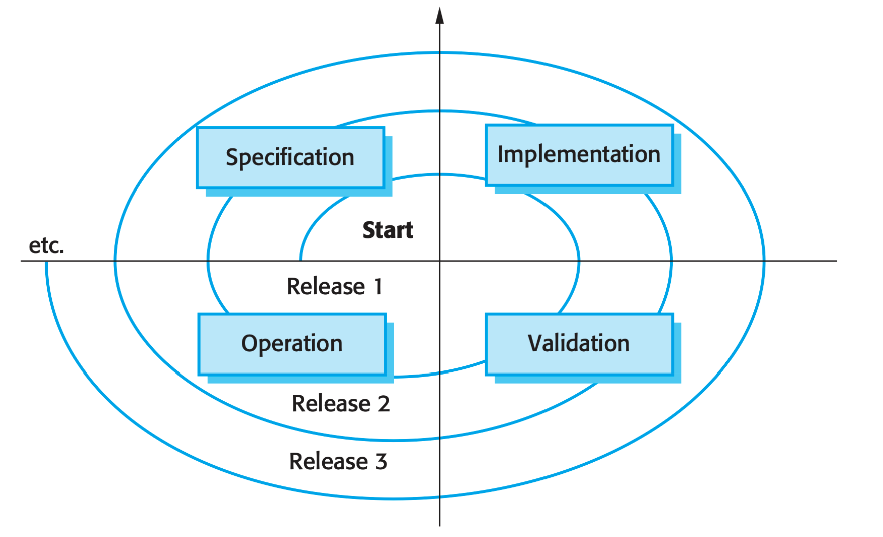 Specification
Implementation
Start
etc.
Release 1
Operation
Validation
Release 2
Release 3